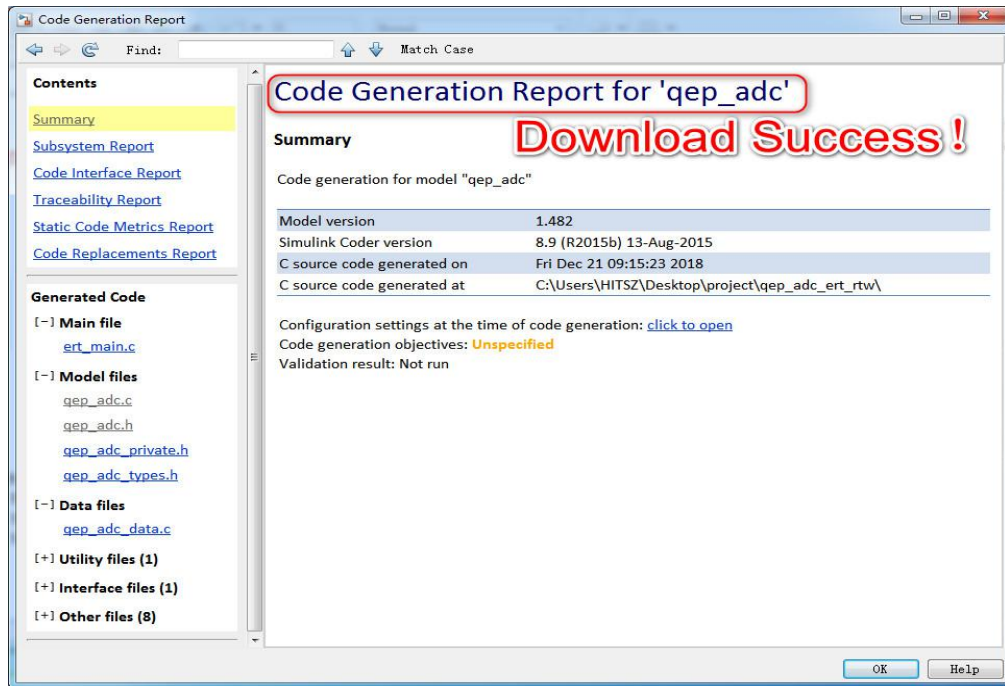 Code Generation Report
Find:
Match Case
Contents
Summary
Subsystem Report
Code Interface Report
Traceability Report
Static Code Metrics Report
Code Replacements Report
Generated Code
[-] Main file
ert_main.c
[-] Model files
qep_adc.c
qep_adc.h
qep_adc_private.h
qep_adc_types.h
[-] Data files
qep_adc_data.c
[+] Utility files (1)
[+] Interface files (1)
[+] Other files (8)
Code Generation Report for 'qep_adc'
Download Success!
Summary
Code generation for model "qep_adc"
Model version 1.482
Simulink Coder version 8.9 (R2015b) 13-Aug-2015
C source code generated on Fri Dec 21 09:15:23 2018
C source code generated at C:\Users\HITSZ\Desktop\project\qep_adc_ert_rtw\
Configuration settings at the time of code generation: click to open
Code generation objectives: Unspecified
Validation result: Not run
OK
Help